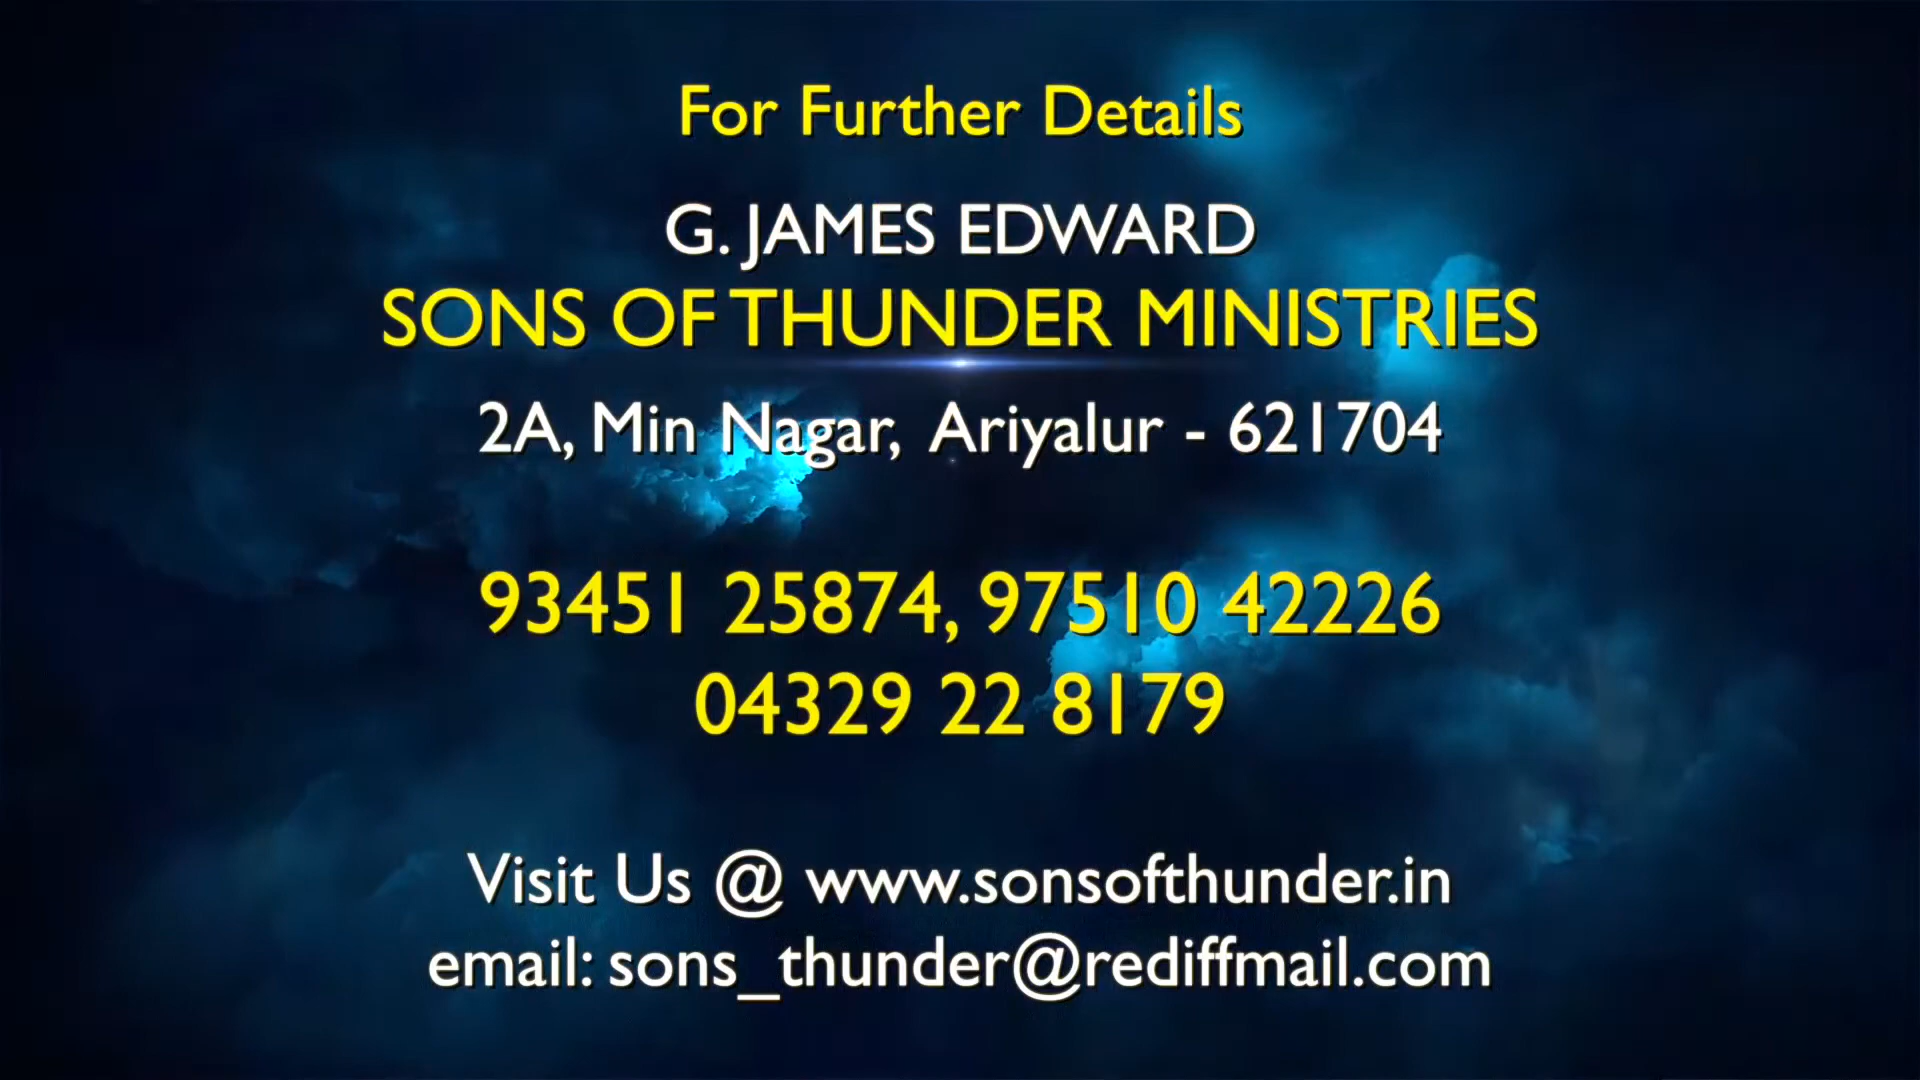 For Further Details
G. JAMES EDWARD
SONS OF THUNDER MINISTRIES
2A, Min Nagar, Ariyalur - 621704
93451 25874, 97510 42226
04329 22 8179
Visit Us @ www.sonsofthunder.in
email: sons_thunder@rediffmail.com